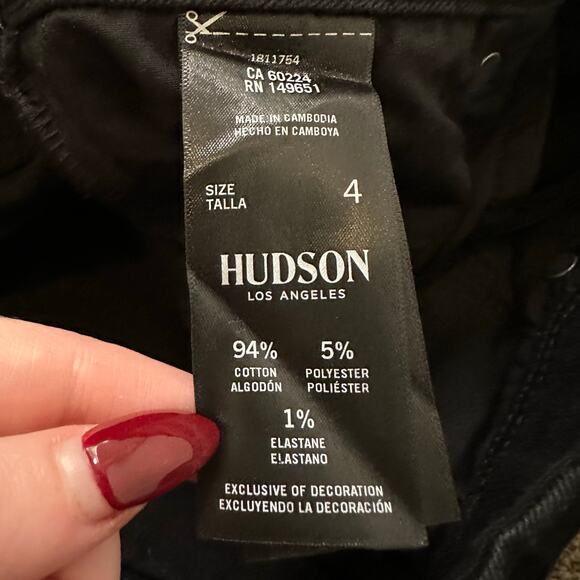 1811754
CA 60224
RN 149651
MADE IN CAMBODIA
HECHO EN CAMBOYA
SIZE 4
TALLA
HUDSON
LOS ANGELES
94% 5%
COTTON POLYESTER
ALGODÓN POLIÉSTER
1%
ELASTANE
ELASTANO
EXCLUSIVE OF DECORATION
EXCLUYENDO LA DECORACIÓN